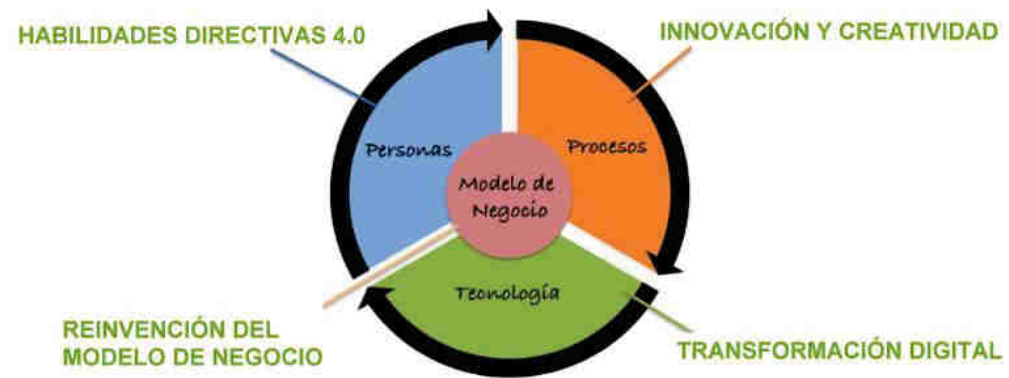 HABILIDADES DIRECTIVAS 4.0
INNOVACIÓN Y CREATIVIDAD
Personas
Procesos
Modelo de
Negocio
Tecnología
REINVENCIÓN DEL
MODELO DE NEGOCIO
TRANSFORMACIÓN DIGITAL